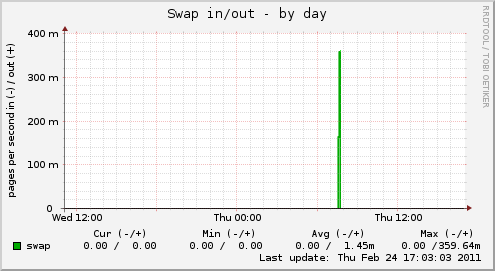 Swap in/out - by day
RRDTOOL / TOBI OETIKER
pages per second in (-) / out (+)
400 m
300 m
200 m
100 m
0
Wed 12:00 Thu 00:00 Thu 12:00
Cur (-/+) Min (-/+) Avg (-/+) Max (-/+)
swap 0.00 / 0.00 0.00 / 0.00 0.00 / 1.45m 0.00 /359.64m
Last update: Thu Feb 24 17:03:03 2011